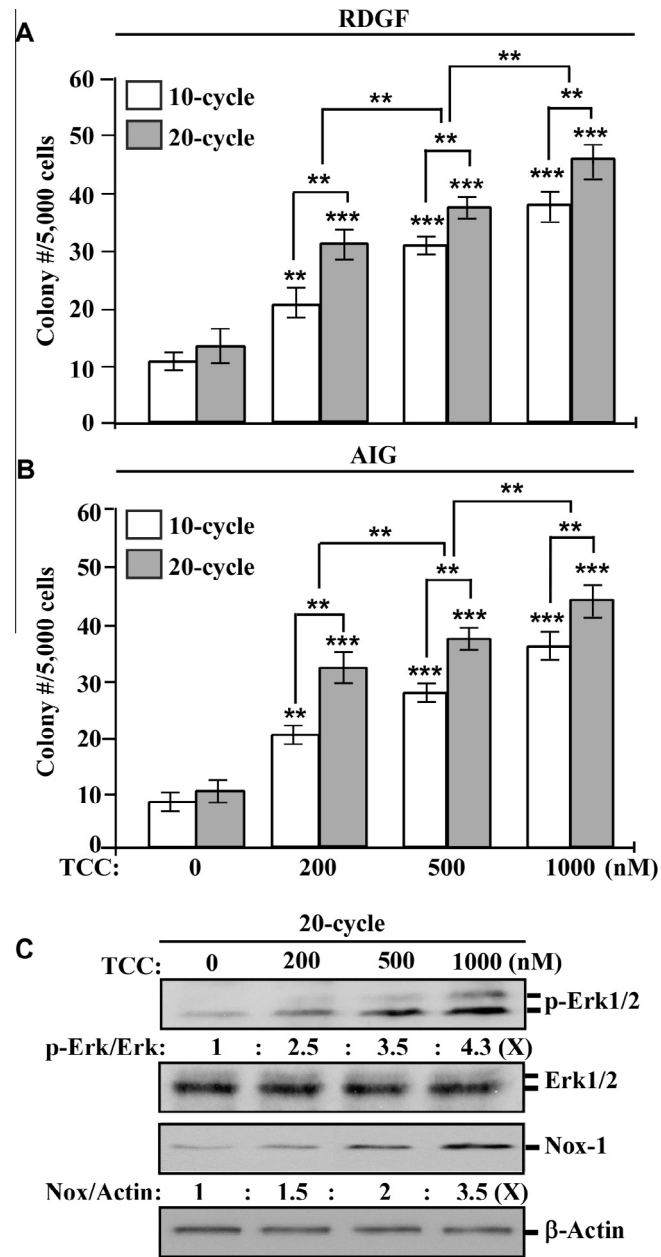 A
RDGF
60
50
40
30
20
10
0
Colony #/5,000 cells
10-cycle
20-cycle
**
**
**
**
**
**
***
***
***
***
***
B
AIG
60
50
40
30
20
10
0
Colony #/5,000 cells
10-cycle
20-cycle
**
**
**
**
**
**
***
***
***
***
***
TCC: 0 200 500 1000 (nM)
C
20-cycle
TCC: 0 200 500 1000 (nM)
p-Erk1/2
p-Erk/Erk: 1 : 2.5 : 3.5 : 4.3 (X)
Erk1/2
Nox-1
Nox/Actin: 1 : 1.5 : 2 : 3.5 (X)
β-Actin